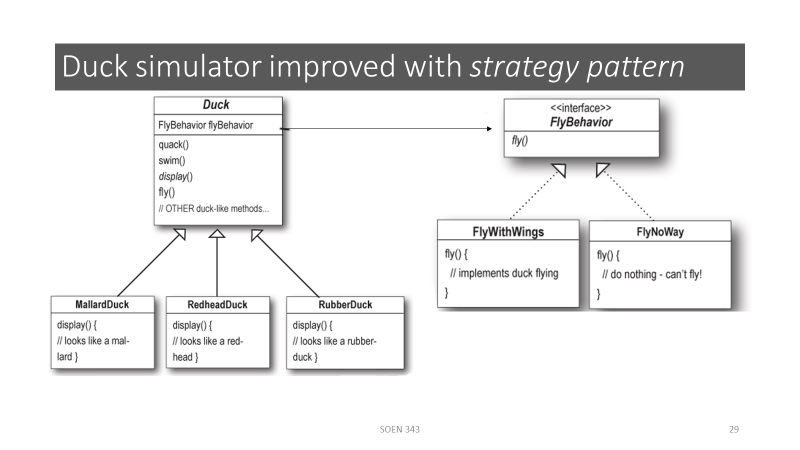 Duck simulator improved with strategy pattern
Duck
FlyBehavior flyBehavior
quack()
swim()
display()
fly()
// OTHER duck-like methods...
<<interface>>
FlyBehavior
fly()
FlyWithWings
fly() {
// implements duck flying
}
FlyNoWay
fly() {
// do nothing - can't fly!
}
MallardDuck
display() {
// looks like a mal-
lard }
RedheadDuck
display() {
// looks like a red-
head }
RubberDuck
display() {
// looks like a rubber-
duck }
SOEN 343
29